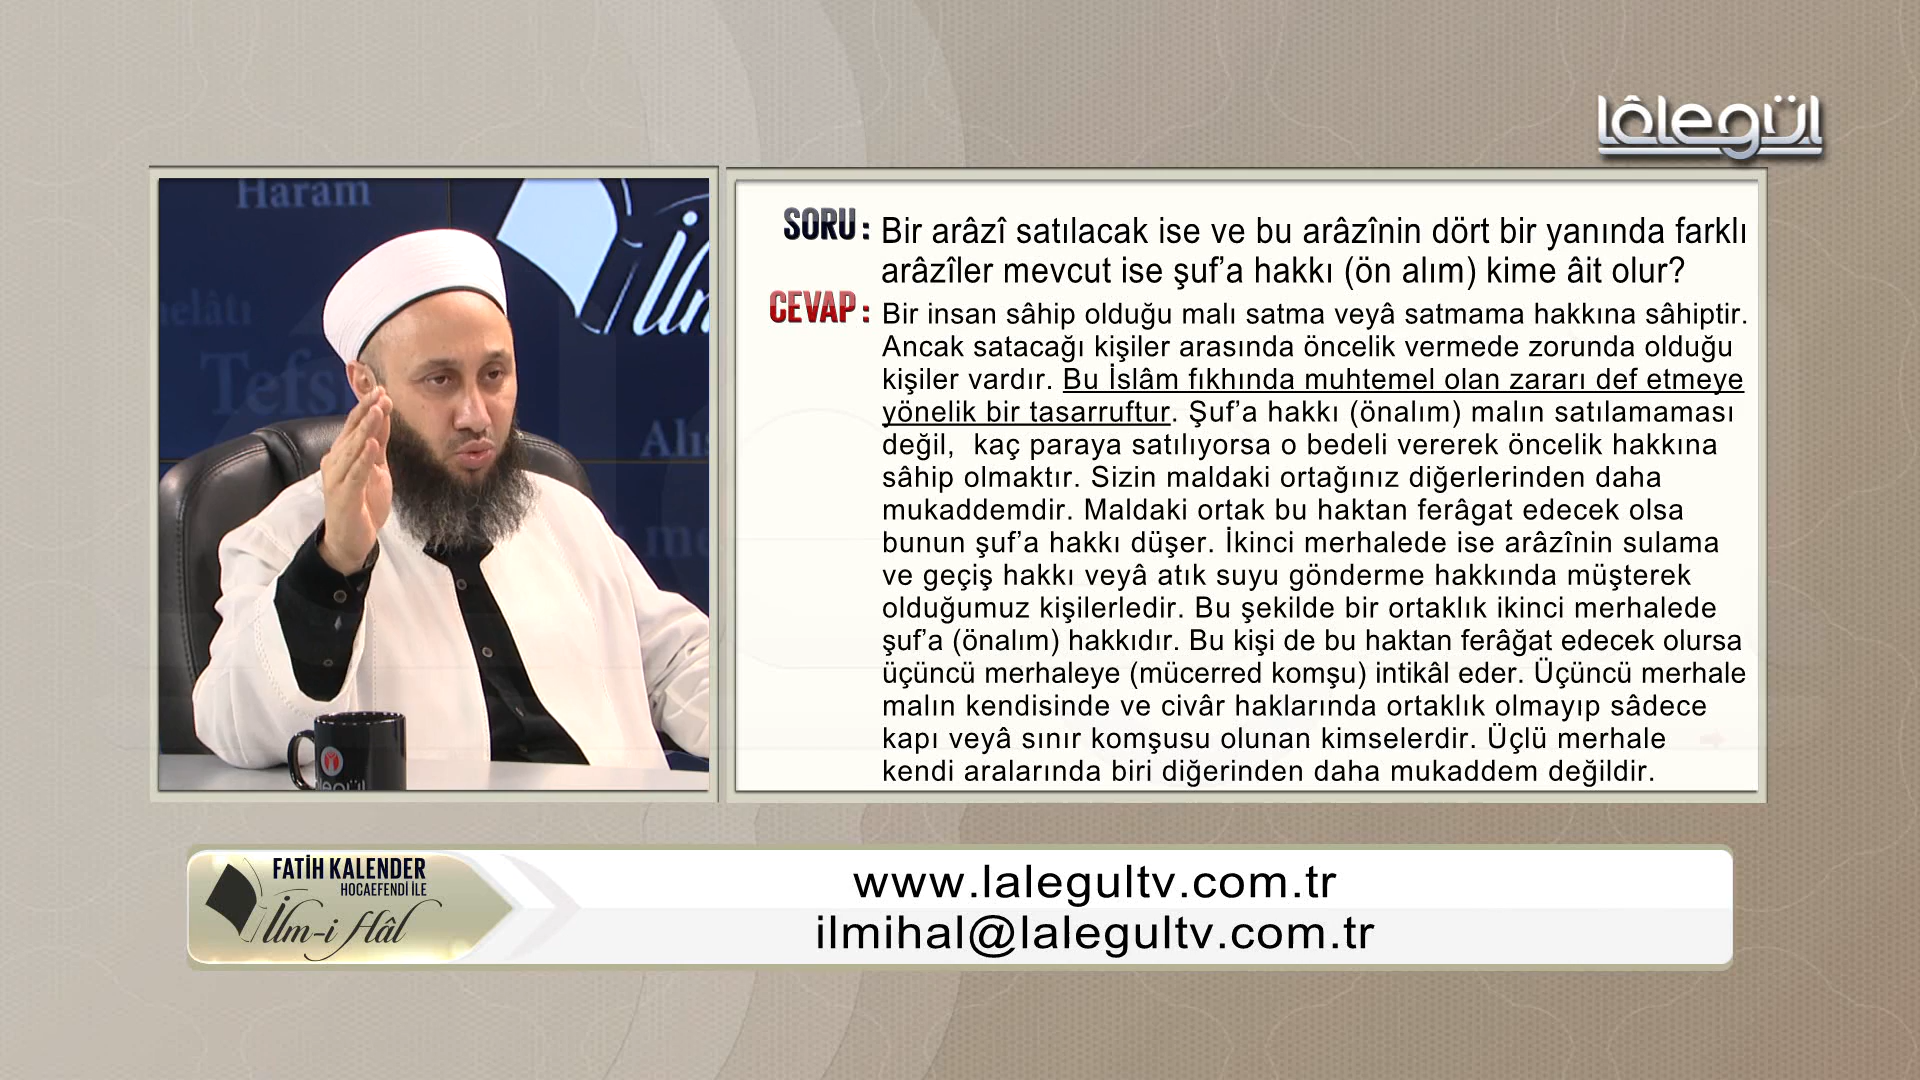 lâlegül
Haram
Tefs
Alış
SORU : Bir arâzî satılacak ise ve bu arâzînin dört bir yanında farklı
arâzîler mevcut ise şuf’a hakkı (ön alım) kime âit olur?
CEVAP : Bir insan sâhip olduğu malı satma veyâ satmama hakkına sâhiptir.
Ancak satacağı kişiler arasında öncelik vermede zorunda olduğu
kişiler vardır. Bu İslâm fıkhında muhtemel olan zararı def etmeye
yönelik bir tasarruftur. Şuf’a hakkı (önalım) malın satılamaması
değil, kaç paraya satılıyorsa o bedeli vererek öncelik hakkına
sâhip olmaktır. Sizin maldaki ortağınız diğerlerinden daha
mukaddemdir. Maldaki ortak bu haktan ferâgat edecek olsa
bunun şuf’a hakkı düşer. İkinci merhalede ise arâzînin sulama
ve geçiş hakkı veyâ atık suyu gönderme hakkında müşterek
olduğumuz kişilerledir. Bu şekilde bir ortaklık ikinci merhalede
şuf’a (önalım) hakkıdır. Bu kişi de bu haktan ferâğat edecek olursa
üçüncü merhaleye (mücerred komşu) intikâl eder. Üçüncü merhale
malın kendisinde ve civâr haklarında ortaklık olmayıp sâdece
kapı veyâ sınır komşusu olunan kimselerdir. Üçlü merhale
kendi aralarında biri diğerinden daha mukaddem değildir.
FATİH KALENDER
HOCAEFENDİ İLE
İlm-i Hâl
www.lalegultv.com.tr
ilmihal@lalegultv.com.tr